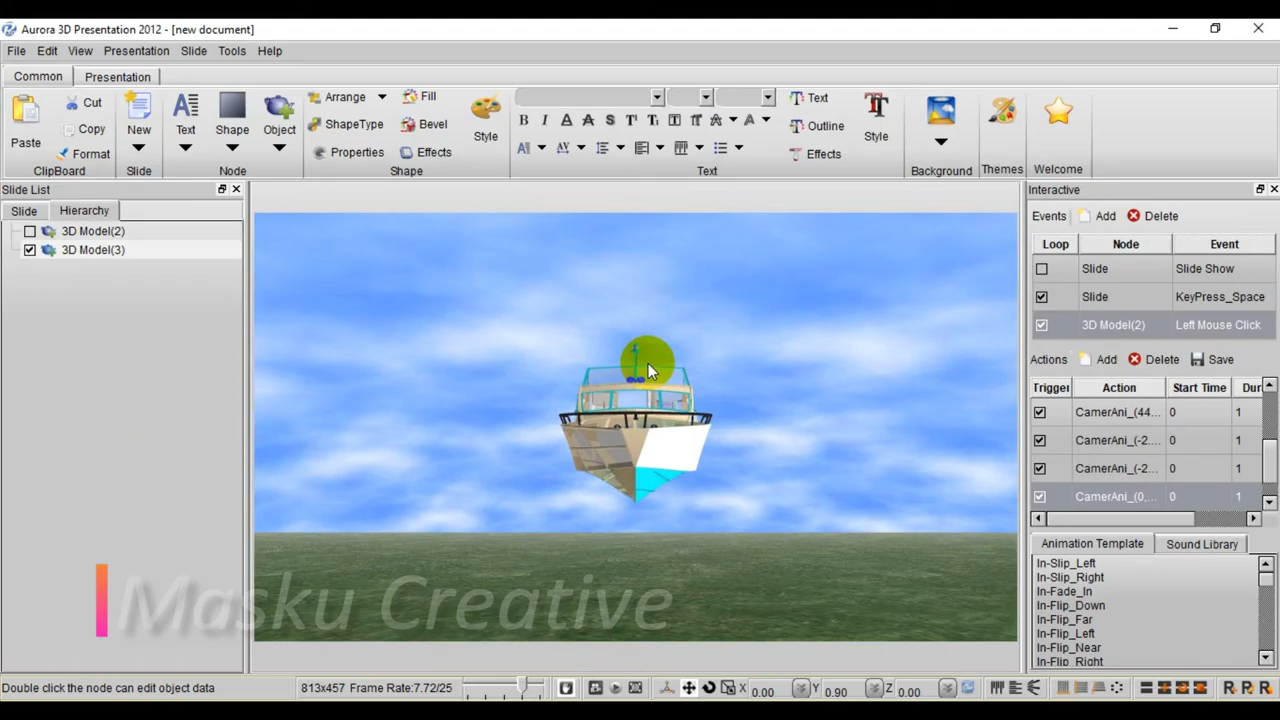 Aurora 3D Presentation 2012 - [new document]
File Edit View Presentation Slide Tools Help
Common Presentation
Paste Cut Copy Format ClipBoard
New Slide
Text Shape Object Node
Arrange ShapeType Properties Fill Bevel Effects Style Shape
B I A A S T T T A A
A AV Text
Text Outline Effects Style
Background
Themes
Welcome
Slide List
Slide Hierarchy
3D Model(2)
3D Model(3)
Interactive
Events Add Delete
Loop Node Event
Slide Slide Show
Slide KeyPress_Space
3D Model(2) Left Mouse Click
Actions Add Delete Save
Trigger Action Start Time Dur
CamerAni_(44... 0 1
CamerAni_(-2... 0 1
CamerAni_(-2... 0 1
CamerAni_(0,... 0 1
Animation Template Sound Library
In-Slip_Left
In-Slip_Right
In-Fade_In
In-Flip_Down
In-Flip_Far
In-Flip_Left
In-Flip_Near
In-Flip_Right
Masku Creative
Double click the node can edit object data 813x457 Frame Rate:7.72/25 X 0.00 Y 0.90 Z 0.00 R R R